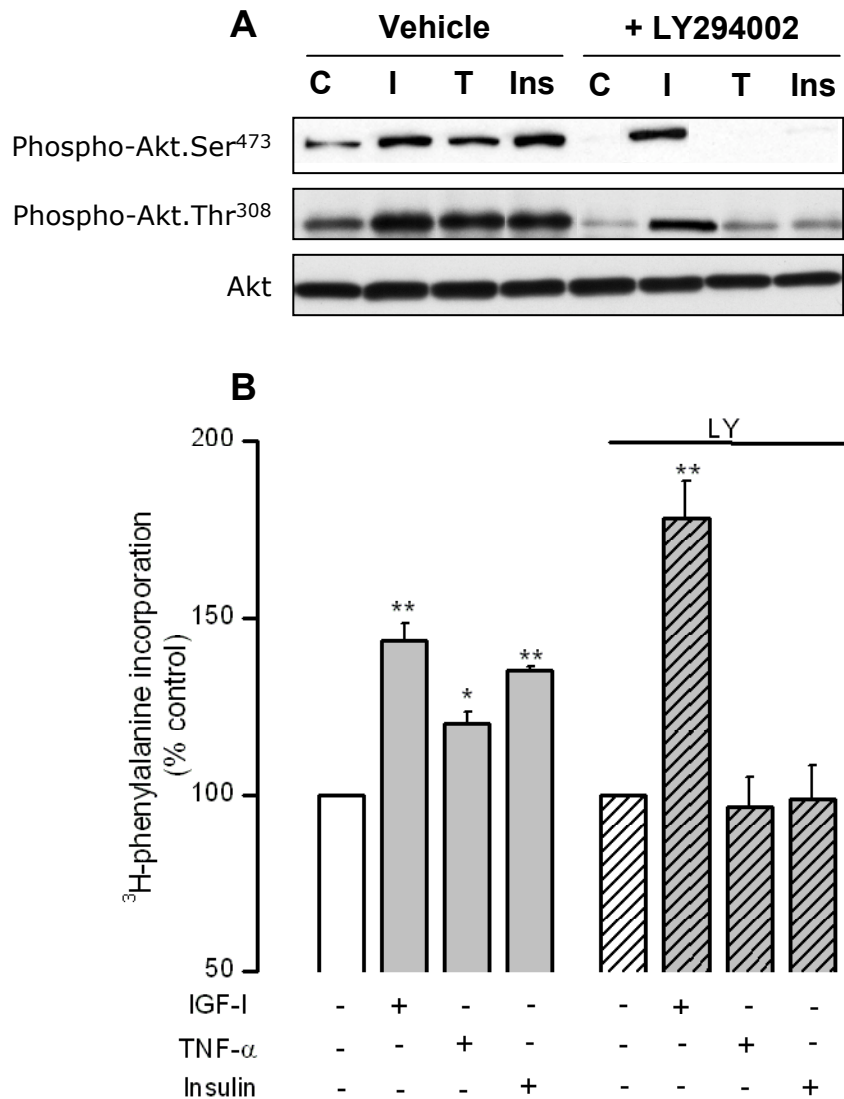 A
Vehicle + LY294002
C I T Ins C I T Ins
Phospho-Akt.Ser⁴⁷³
Phospho-Akt.Thr³⁰⁸
Akt
B
LY
200
150
100
50
³H-phenylalanine incorporation
(% control)
** * ** **
IGF-I - + - - - + - -
TNF-α - - + - - - + -
Insulin - - - + - - - +